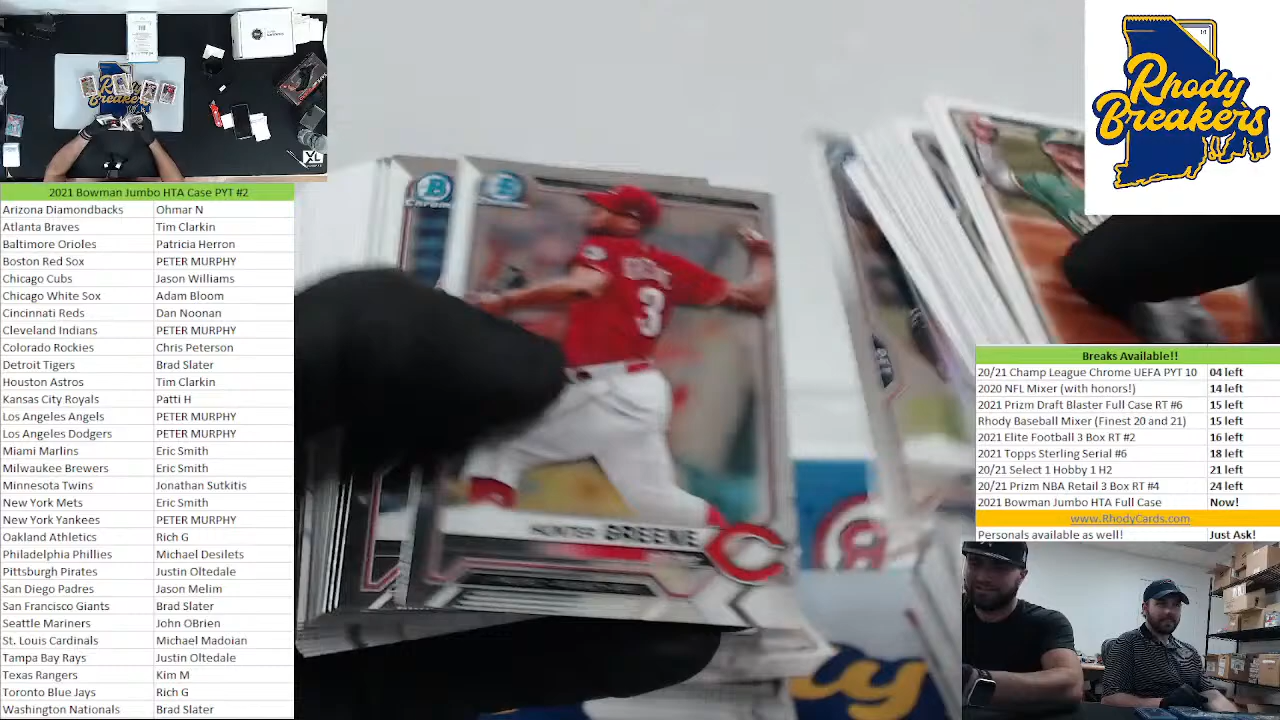 2021 Bowman Jumbo HTA Case PYT #2
Arizona Diamondbacks Ohmar N
Atlanta Braves Tim Clarkin
Baltimore Orioles Patricia Herron
Boston Red Sox PETER MURPHY
Chicago Cubs Jason Williams
Chicago White Sox Adam Bloom
Cincinnati Reds Dan Noonan
Cleveland Indians PETER MURPHY
Colorado Rockies Chris Peterson
Detroit Tigers Brad Slater
Houston Astros Tim Clarkin
Kansas City Royals Patti H
Los Angeles Angels PETER MURPHY
Los Angeles Dodgers PETER MURPHY
Miami Marlins Eric Smith
Milwaukee Brewers Eric Smith
Minnesota Twins Jonathan Sutkitis
New York Mets Eric Smith
New York Yankees PETER MURPHY
Oakland Athletics Rich G
Philadelphia Phillies Michael Desilets
Pittsburgh Pirates Justin Oltedale
San Diego Padres Jason Melim
San Francisco Giants Brad Slater
Seattle Mariners John OBrien
St. Louis Cardinals Michael Madoian
Tampa Bay Rays Justin Oltedale
Texas Rangers Kim M
Toronto Blue Jays Rich G
Washington Nationals Brad Slater
XL
B
B
3
HUNTER GREENE
C
Rhody
Breakers
Breaks Available!!
20/21 Champ League Chrome UEFA PYT 10 04 left
2020 NFL Mixer (with honors!) 14 left
2021 Prizm Draft Blaster Full Case RT #6 15 left
Rhody Baseball Mixer (Finest 20 and 21) 15 left
2021 Elite Football 3 Box RT #2 16 left
2021 Topps Sterling Serial #6 18 left
20/21 Select 1 Hobby 1 H2 21 left
20/21 Prizm NBA Retail 3 Box RT #4 24 left
2021 Bowman Jumbo HTA Full Case Now!
www.RhodyCards.com
Personals available as well! Just Ask!